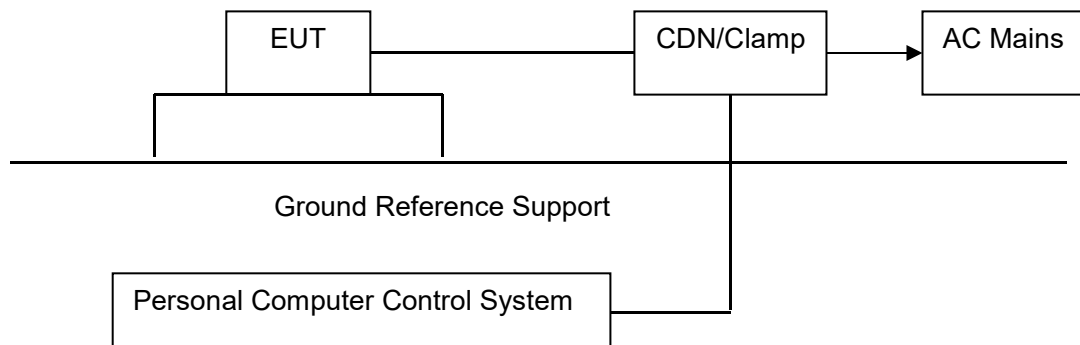 EUT
CDN/Clamp
AC Mains
Ground Reference Support
Personal Computer Control System